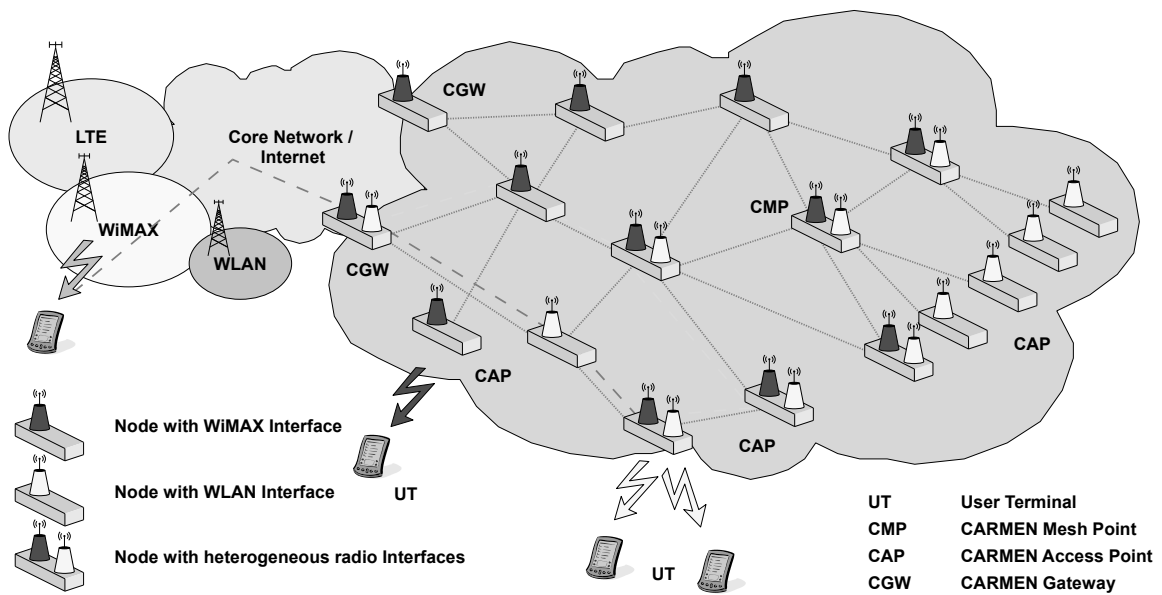 CGW
LTE
Core Network /
Internet
WiMAX
CMP
WLAN
CGW
CAP
CAP
CAP
Node with WiMAX Interface
UT
Node with WLAN Interface
Node with heterogeneous radio Interfaces
UT
UT User Terminal
CMP CARMEN Mesh Point
CAP CARMEN Access Point
CGW CARMEN Gateway